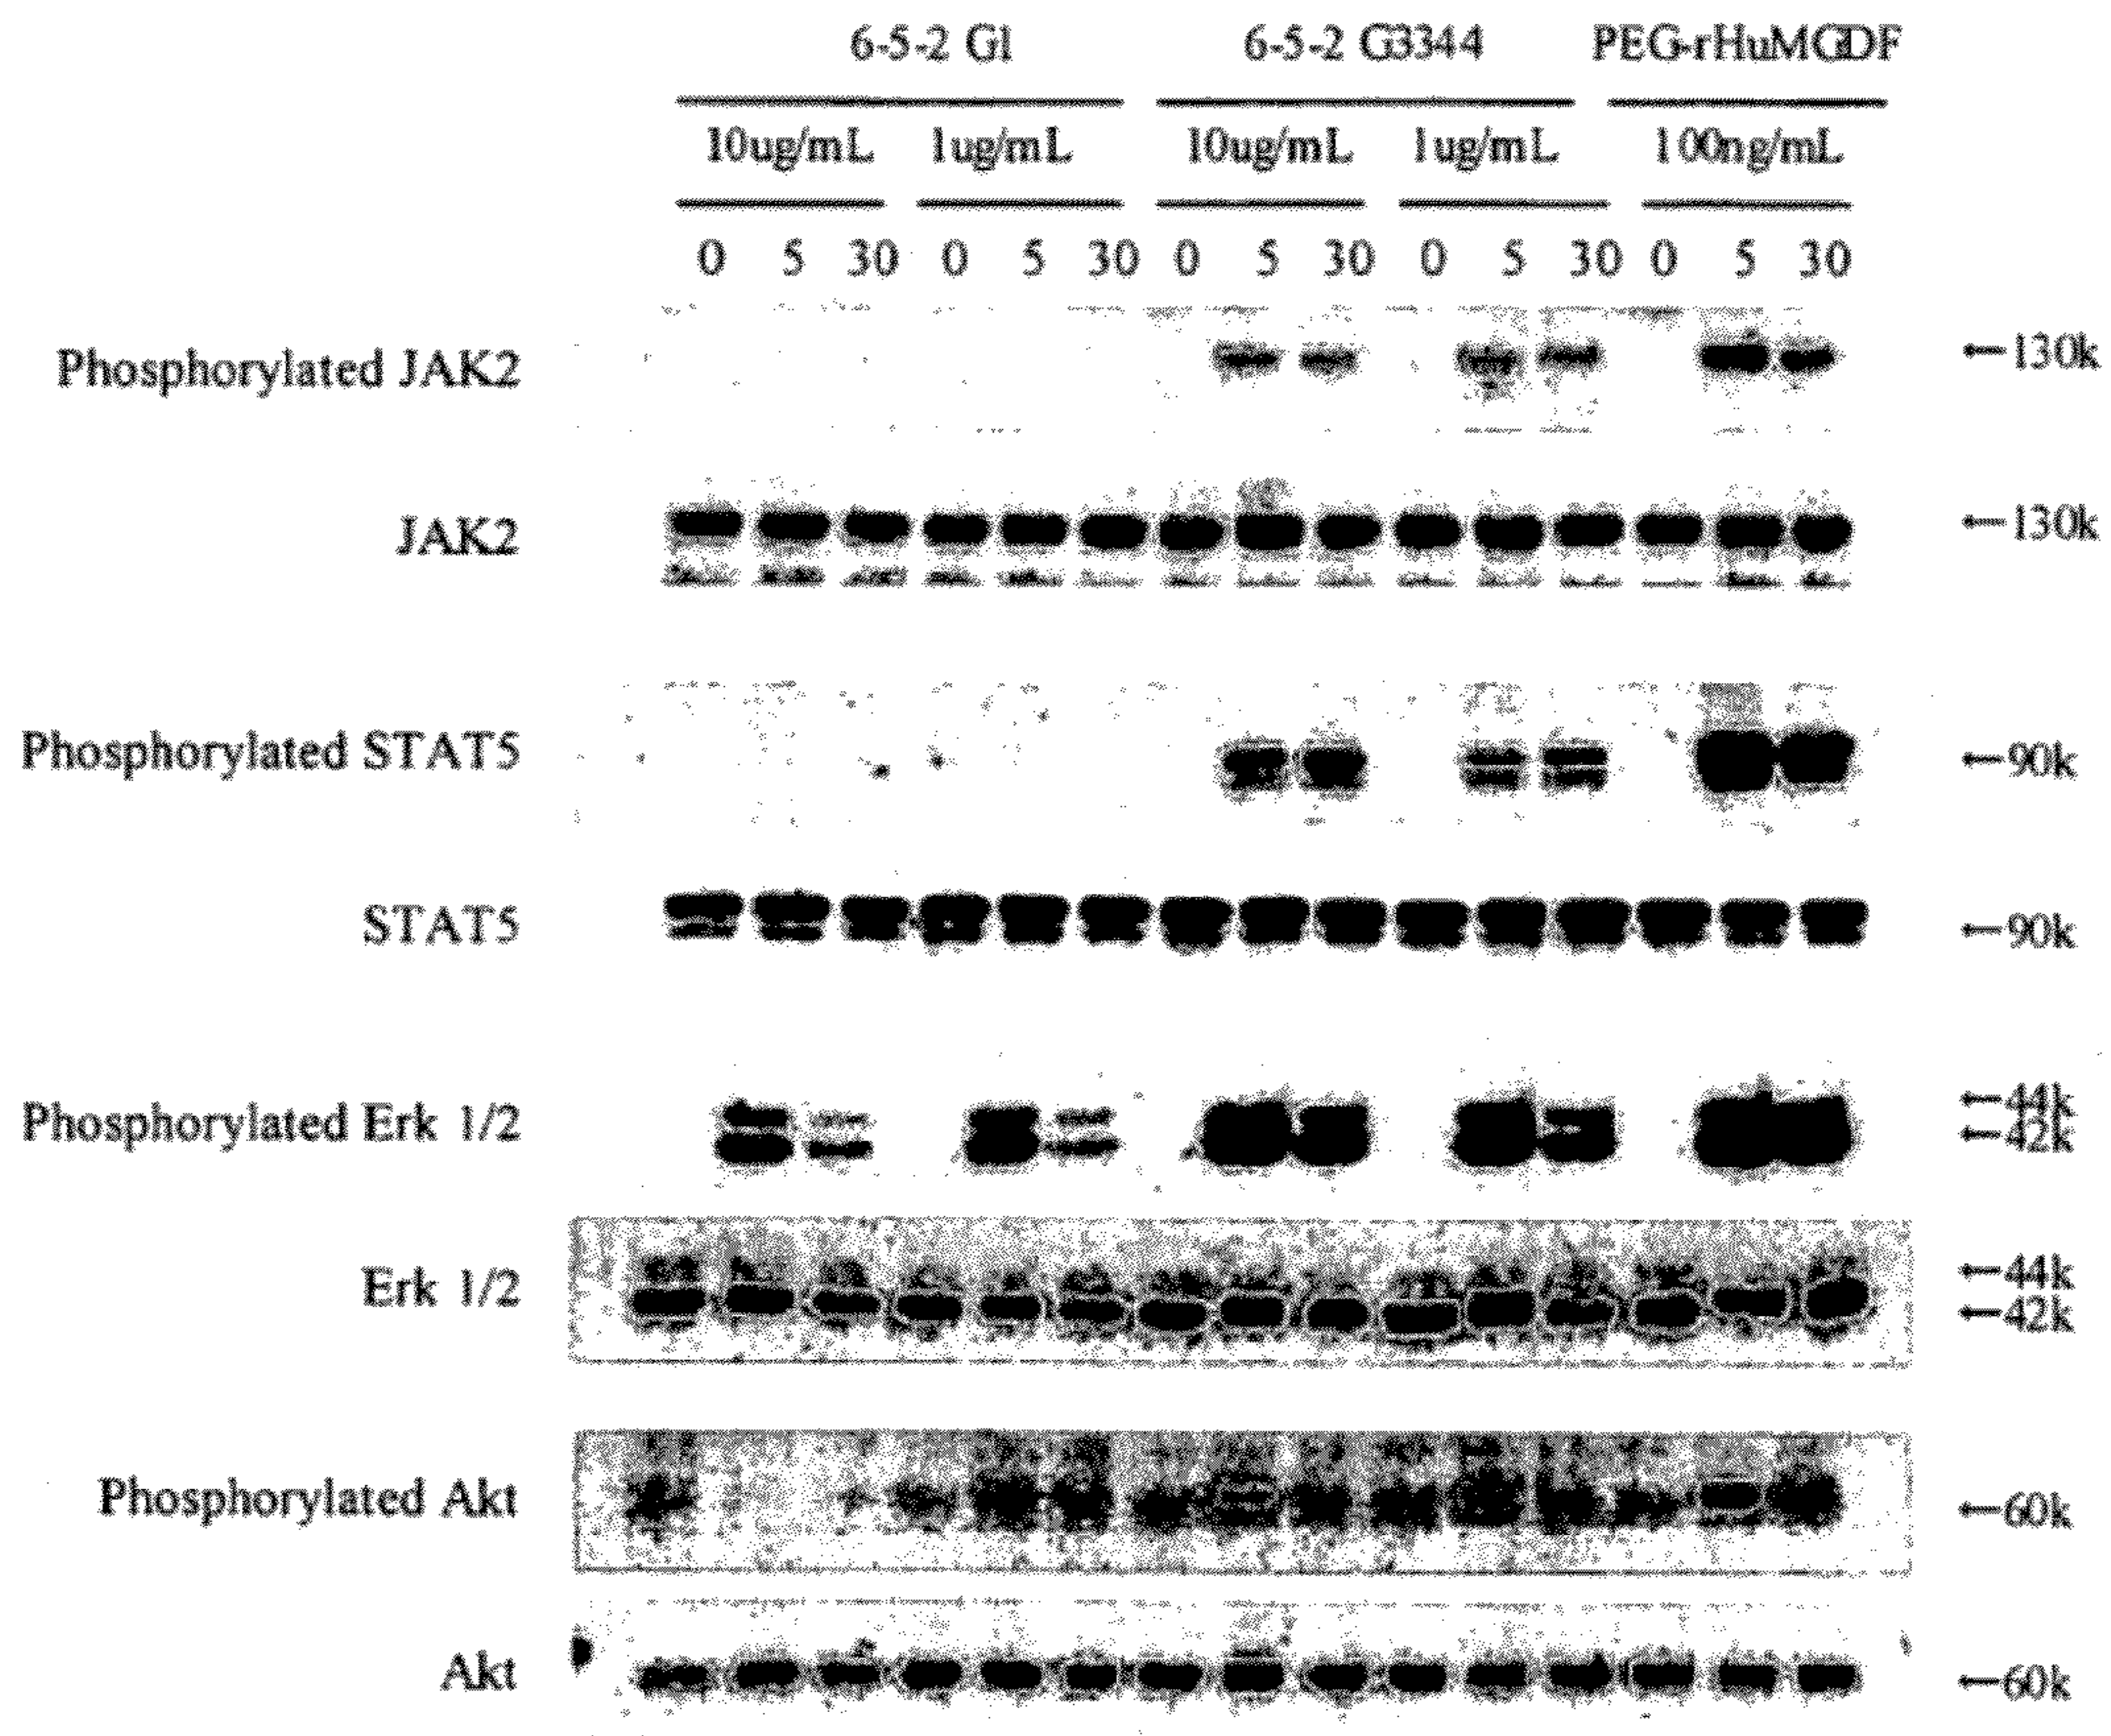 6-5-2 G1 6-5-2 G3344 PEG-rHuMGDF
10ug/mL 1ug/mL 10ug/mL 1ug/mL 100ng/mL
0 5 30 0 5 30 0 5 30 0 5 30 0 5 30
Phosphorylated JAK2 ←130k
JAK2 ←130k
Phosphorylated STAT5 ←90k
STAT5 ←90k
Phosphorylated Erk 1/2 ←44k
←42k
Erk 1/2 ←44k
←42k
Phosphorylated Akt ←60k
Akt ←60k